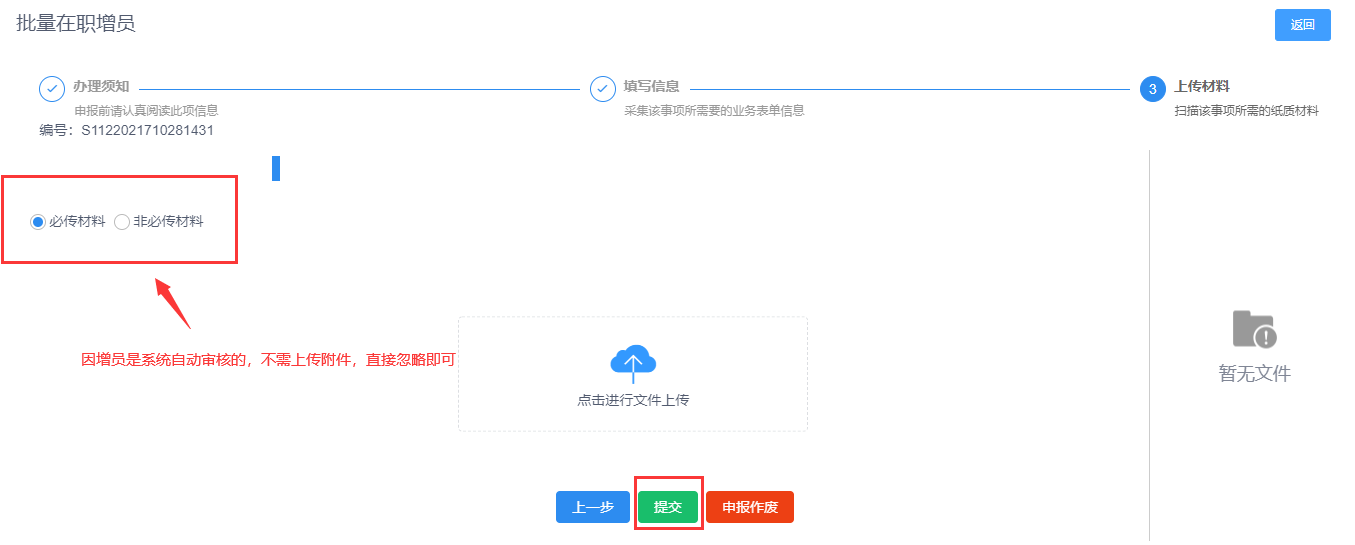 批量在职增员
返回
办理须知
申报前请认真阅读此项信息
编号：S1122021710281431
填写信息
采集该事项所需要的业务表单信息
3
上传材料
扫描该事项所需的纸质材料
必传材料 非必传材料
因增员是系统自动审核的，不需上传附件，直接忽略即可
点击进行文件上传
暂无文件
上一步 提交 申报作废